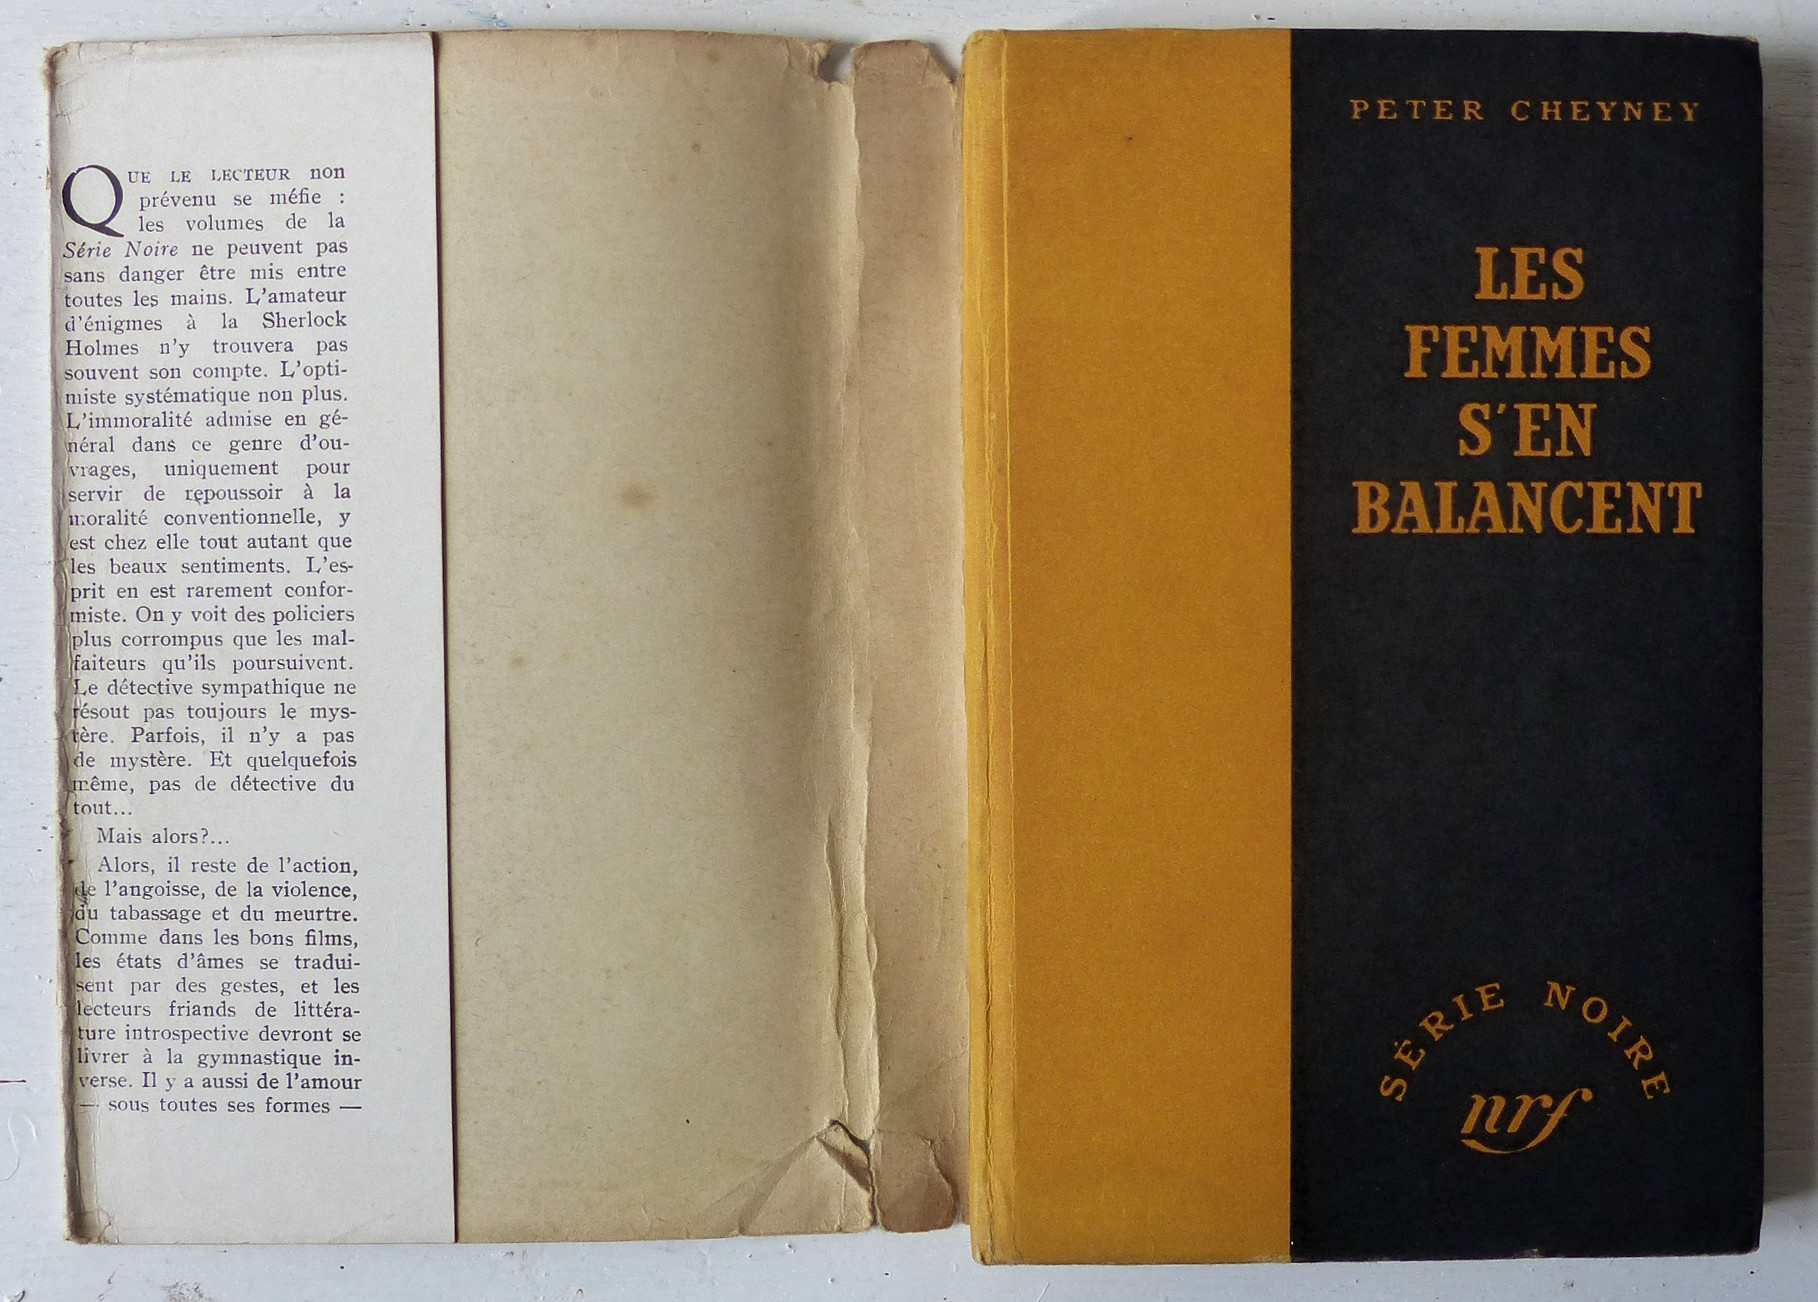 QUE LE LECTEUR non
prévenu se méfie :
les volumes de la
Série Noire ne peuvent pas
sans danger être mis entre
toutes les mains. L'amateur
d'énigmes à la Sherlock
Holmes n'y trouvera pas
souvent son compte. L'opti-
miste systématique non plus.
L'immoralité admise en gé-
néral dans ce genre d'ou-
vrages, uniquement pour
servir de repoussoir à la
moralité conventionnelle, y
est chez elle tout autant que
les beaux sentiments. L'es-
prit en est rarement confor-
miste. On y voit des policiers
plus corrompus que les mal-
faiteurs qu'ils poursuivent.
Le détective sympathique ne
résout pas toujours le mys-
tère. Parfois, il n'y a pas
de mystère. Et quelquefois
même, pas de détective du
tout...
Mais alors?...
Alors, il reste de l'action,
de l'angoisse, de la violence,
du tabassage et du meurtre.
Comme dans les bons films,
les états d'âmes se tradui-
sent par des gestes, et les
lecteurs friands de littéra-
ture introspective devront se
livrer à la gymnastique in-
verse. Il y a aussi de l'amour
— sous toutes ses formes —
PETER CHEYNEY
LES
FEMMES
S'EN
BALANCENT
SÉRIE NOIRE
nrf